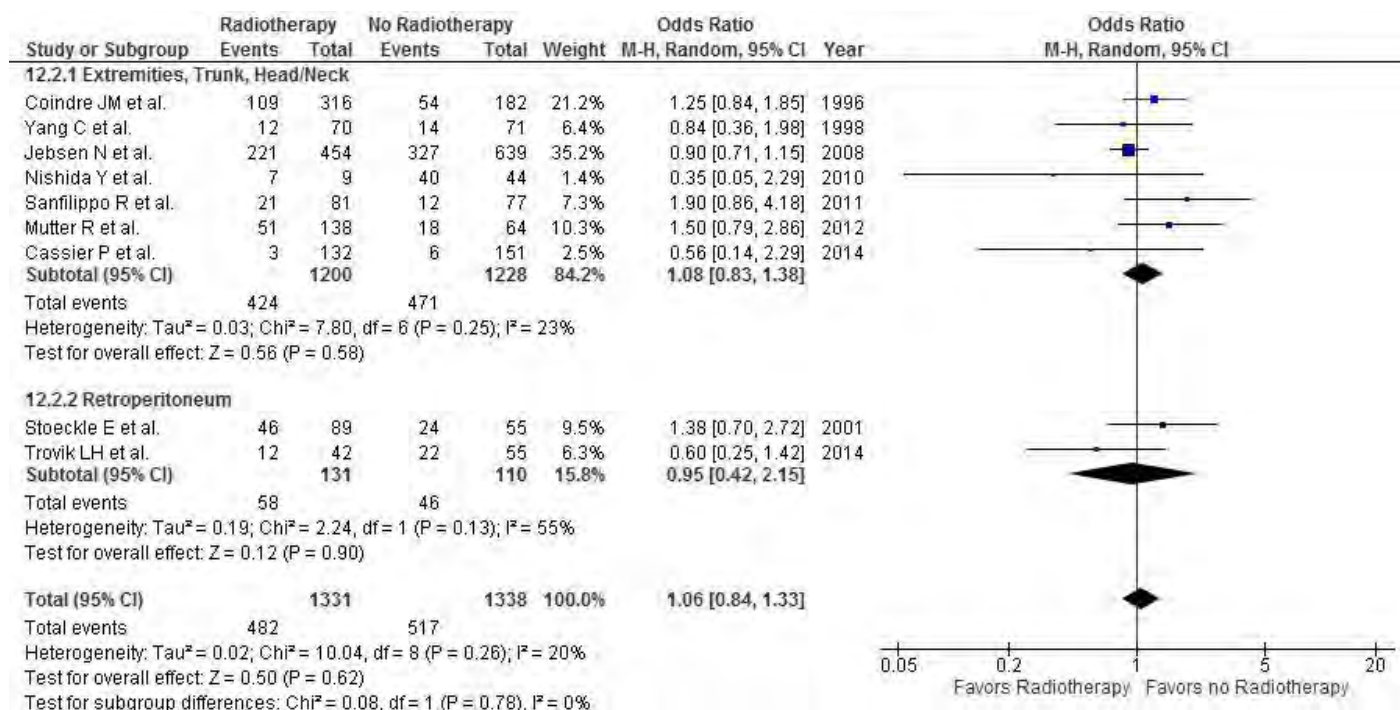 Radiotherapy No Radiotherapy Odds Ratio Odds Ratio
Study or Subgroup Events Total Events Total Weight M-H, Random, 95% CI Year M-H, Random, 95% CI
12.2.1 Extremities, Trunk, Head/Neck
Coindre JM et al. 109 316 54 182 21.2% 1.25 [0.84, 1.85] 1996
Yang C et al. 12 70 14 71 6.4% 0.84 [0.36, 1.98] 1998
Jebsen N et al. 221 454 327 639 35.2% 0.90 [0.71, 1.15] 2008
Nishida Y et al. 7 9 40 44 1.4% 0.35 [0.05, 2.29] 2010
Sanfilippo R et al. 21 81 12 77 7.3% 1.90 [0.86, 4.18] 2011
Mutter R et al. 51 138 18 64 10.3% 1.50 [0.79, 2.86] 2012
Cassier P et al. 3 132 6 151 2.5% 0.56 [0.14, 2.29] 2014
Subtotal (95% CI) 1200 1228 84.2% 1.08 [0.83, 1.38]
Total events 424 471
Heterogeneity: Tau² = 0.03; Chi² = 7.80, df = 6 (P = 0.25); I² = 23%
Test for overall effect: Z = 0.56 (P = 0.58)
12.2.2 Retroperitoneum
Stoeckle E et al. 46 89 24 55 9.5% 1.38 [0.70, 2.72] 2001
Trovik LH et al. 12 42 22 55 6.3% 0.60 [0.25, 1.42] 2014
Subtotal (95% CI) 131 110 15.8% 0.95 [0.42, 2.15]
Total events 58 46
Heterogeneity: Tau² = 0.19; Chi² = 2.24, df = 1 (P = 0.13); I² = 55%
Test for overall effect: Z = 0.12 (P = 0.90)
Total (95% CI) 1331 1338 100.0% 1.06 [0.84, 1.33]
Total events 482 517
Heterogeneity: Tau² = 0.02; Chi² = 10.04, df = 8 (P = 0.26); I² = 20%
Test for overall effect: Z = 0.50 (P = 0.62)
Test for subgroup differences: Chi² = 0.08, df = 1 (P = 0.78), I² = 0%
0.05 0.2 1 5 20
Favors Radiotherapy Favors no Radiotherapy